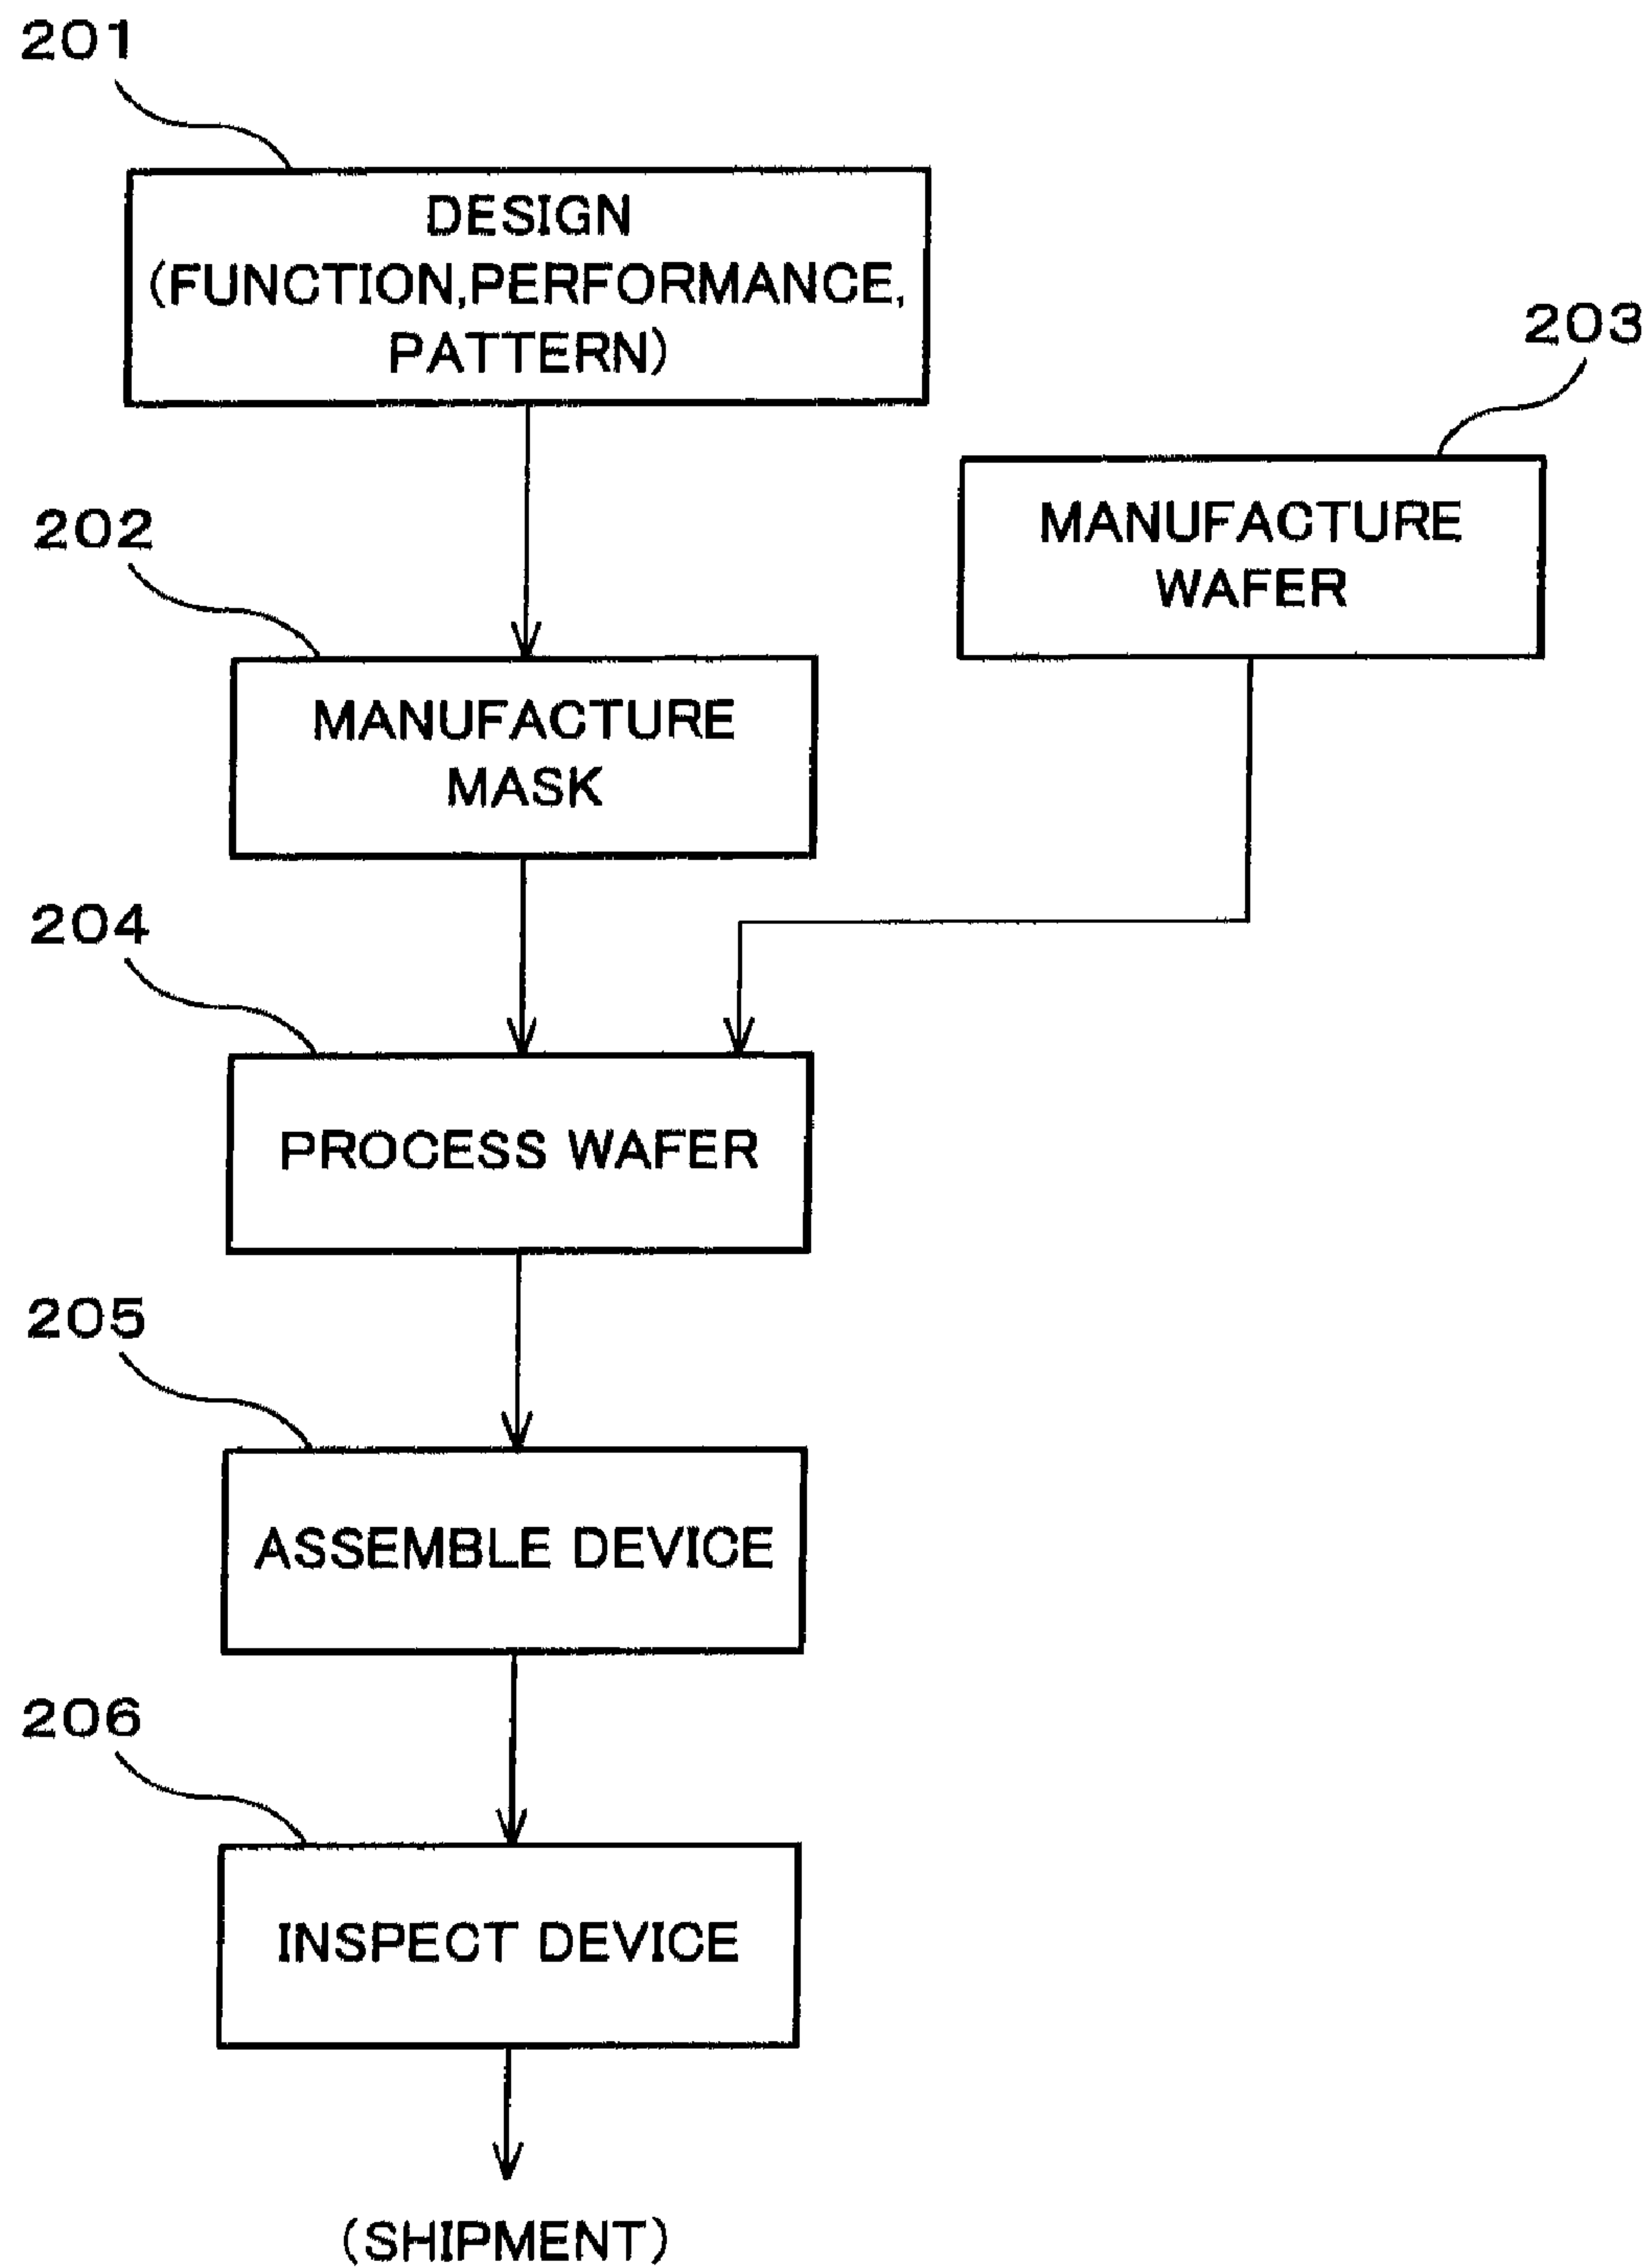 201
DESIGN
(FUNCTION,PERFORMANCE,
PATTERN)
203
MANUFACTURE
WAFER
202
MANUFACTURE
MASK
204
PROCESS WAFER
205
ASSEMBLE DEVICE
206
INSPECT DEVICE
(SHIPMENT)